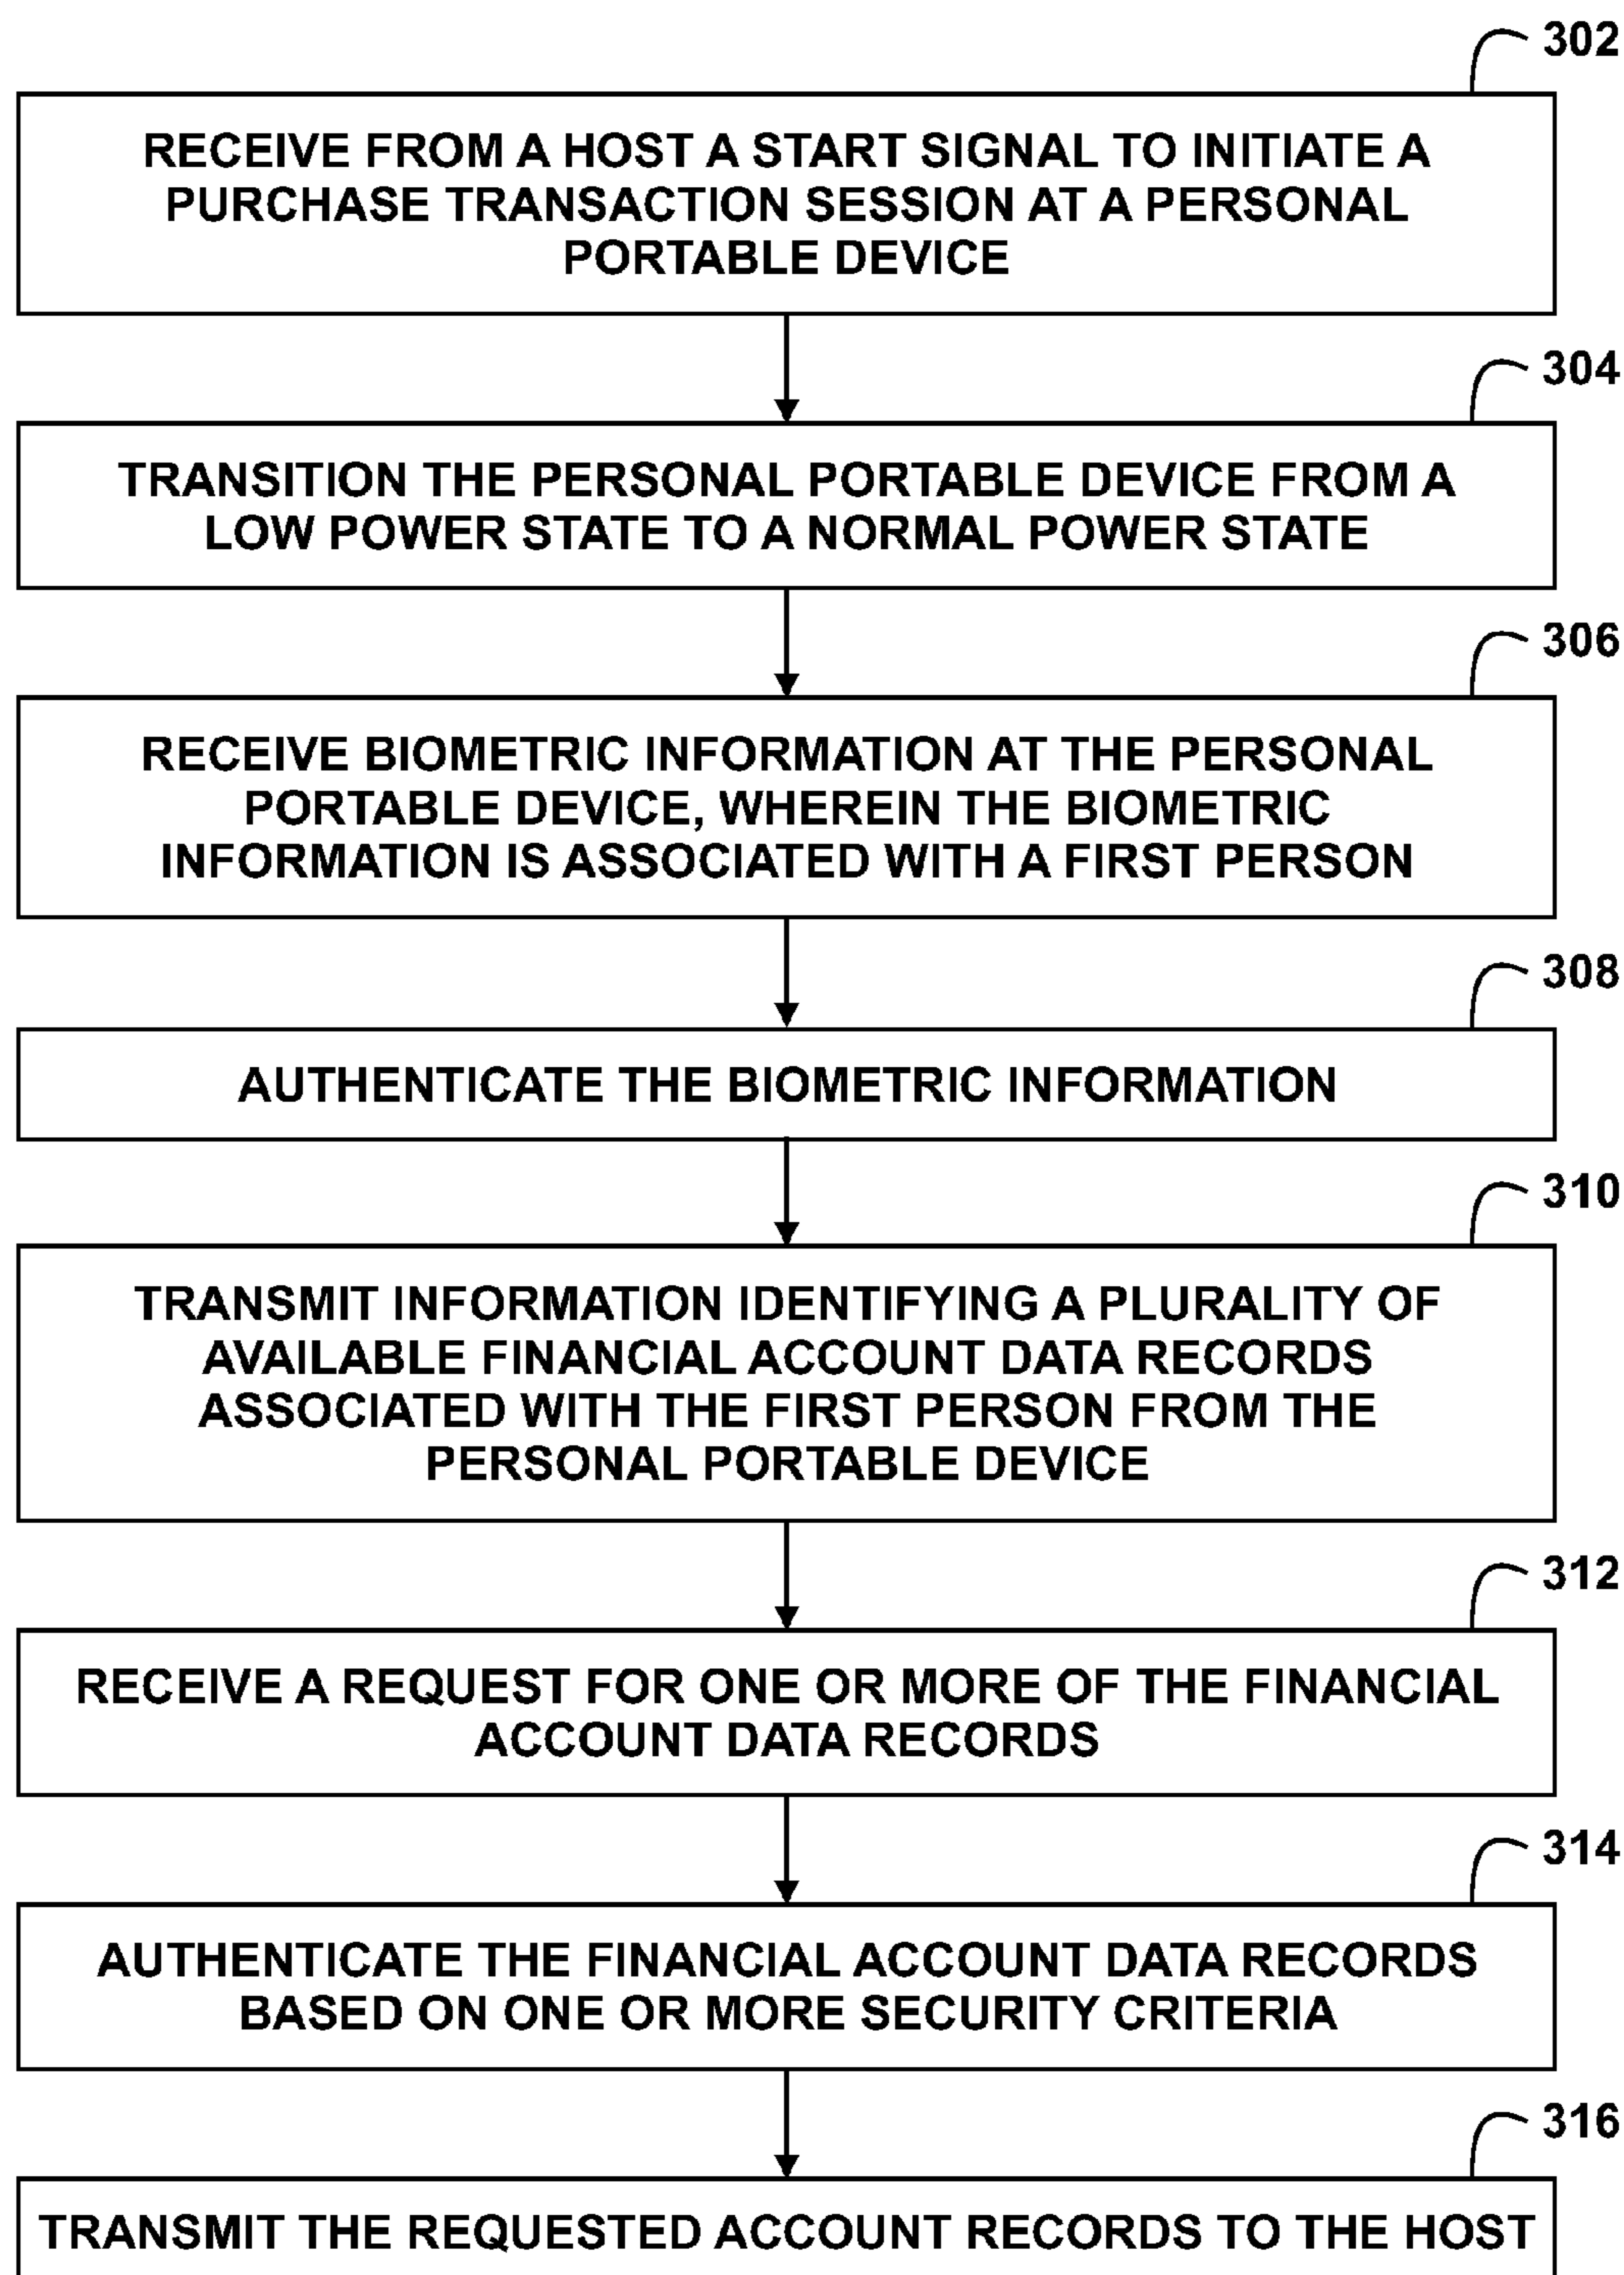 302
RECEIVE FROM A HOST A START SIGNAL TO INITIATE A
PURCHASE TRANSACTION SESSION AT A PERSONAL
PORTABLE DEVICE
304
TRANSITION THE PERSONAL PORTABLE DEVICE FROM A
LOW POWER STATE TO A NORMAL POWER STATE
306
RECEIVE BIOMETRIC INFORMATION AT THE PERSONAL
PORTABLE DEVICE, WHEREIN THE BIOMETRIC
INFORMATION IS ASSOCIATED WITH A FIRST PERSON
308
AUTHENTICATE THE BIOMETRIC INFORMATION
310
TRANSMIT INFORMATION IDENTIFYING A PLURALITY OF
AVAILABLE FINANCIAL ACCOUNT DATA RECORDS
ASSOCIATED WITH THE FIRST PERSON FROM THE
PERSONAL PORTABLE DEVICE
312
RECEIVE A REQUEST FOR ONE OR MORE OF THE FINANCIAL
ACCOUNT DATA RECORDS
314
AUTHENTICATE THE FINANCIAL ACCOUNT DATA RECORDS
BASED ON ONE OR MORE SECURITY CRITERIA
316
TRANSMIT THE REQUESTED ACCOUNT RECORDS TO THE HOST